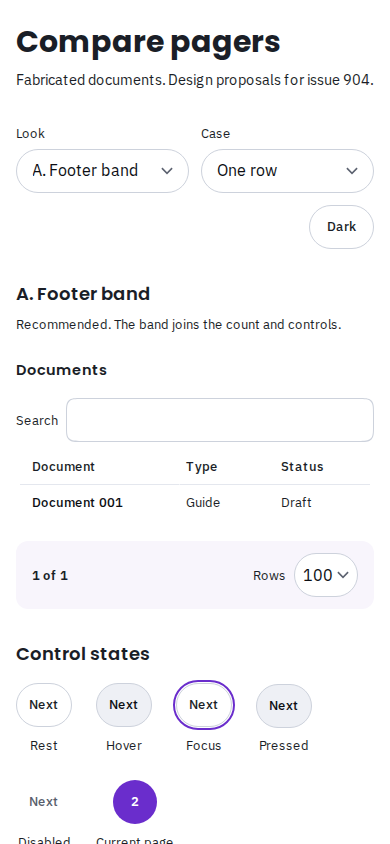 Compare pagers
Fabricated documents. Design proposals for issue 904.
Look Case
A. Footer band One row
Dark
A. Footer band
Recommended. The band joins the count and controls.
Documents
Search
Document Type Status
Document 001 Guide Draft
1 of 1 Rows 100
Control states
Next Next Next Next
Rest Hover Focus Pressed
Next 2
Disabled Current page